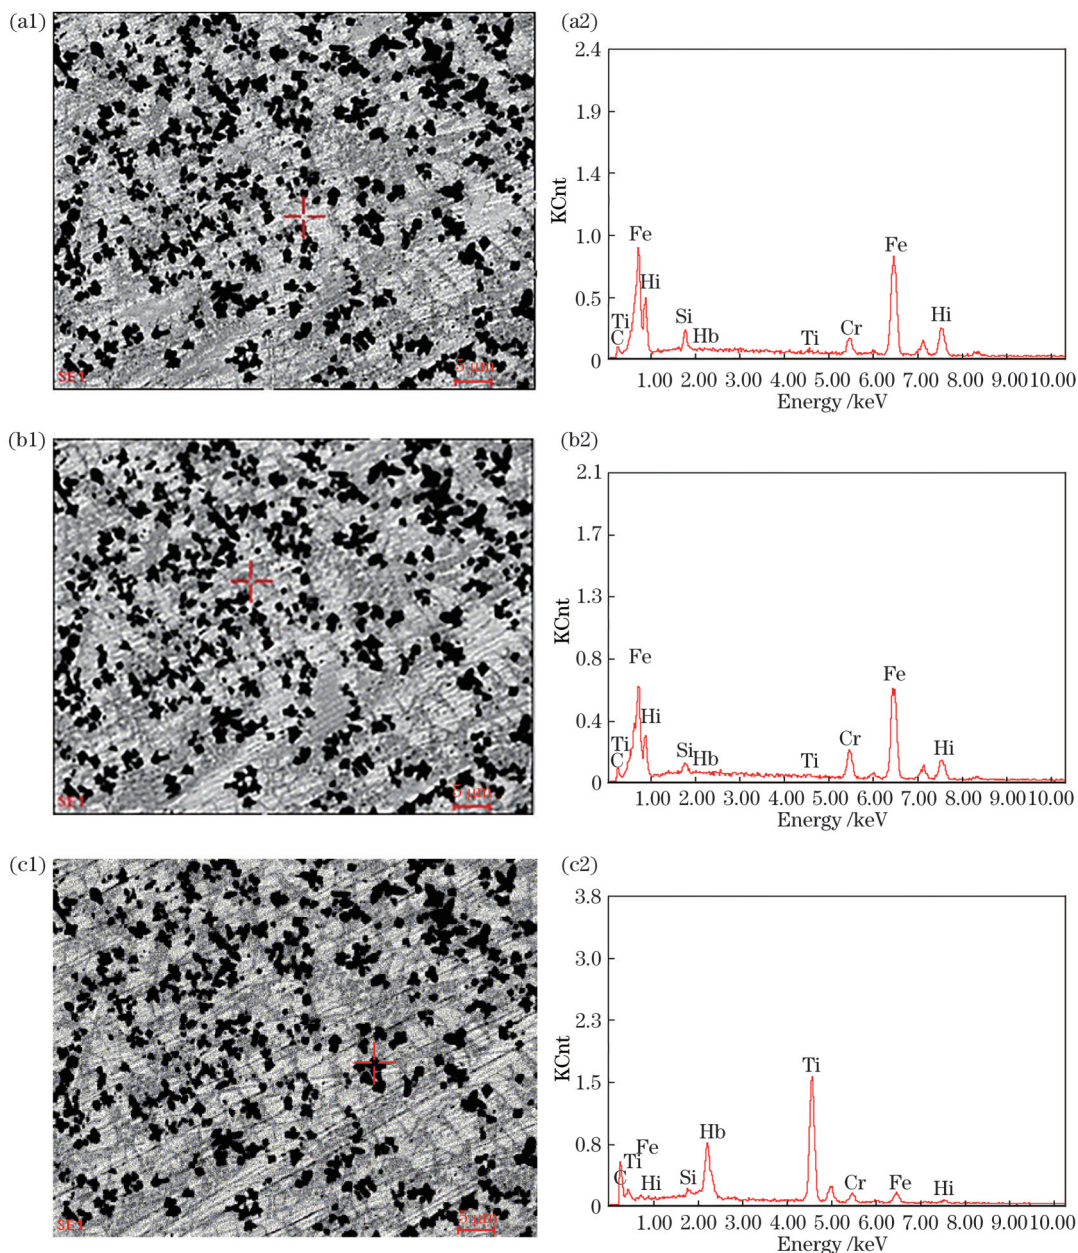 (a1)
SE1
5 μm
(a2)
2.4
1.9
1.4
1.0
0.5
0
KCnt
Fe
Hi
Ti
C
Si
Hb
Ti
Cr
Fe
Hi
1.00 2.00 3.00 4.00 5.00 6.00 7.00 8.00 9.00 10.00
Energy /keV
(b1)
SE1
5 μm
(b2)
2.1
1.7
1.3
0.8
0.4
0
KCnt
Fe
Hi
Ti
C
Si
Hb
Ti
Cr
Fe
Hi
1.00 2.00 3.00 4.00 5.00 6.00 7.00 8.00 9.00 10.00
Energy /keV
(c1)
SE1
5 μm
(c2)
3.8
3.0
2.3
1.5
0.8
0
KCnt
C
Ti
Fe
Hi
Si
Hb
Ti
Cr
Fe
Hi
1.00 2.00 3.00 4.00 5.00 6.00 7.00 8.00 9.00 10.00
Energy /keV